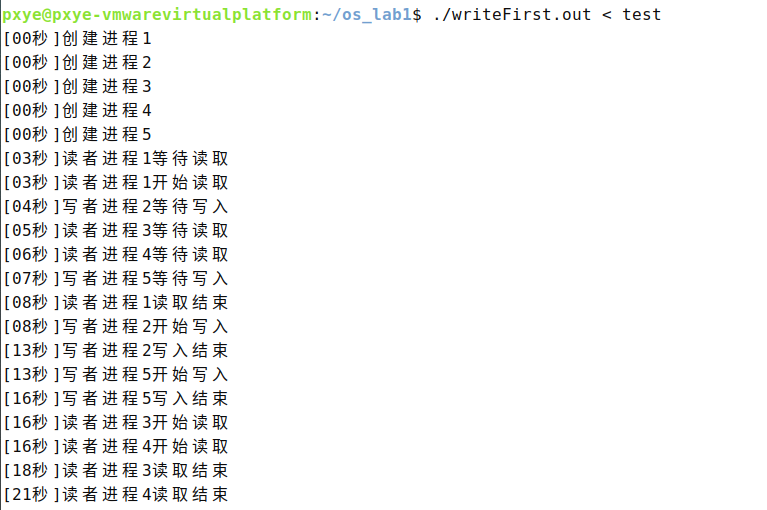 pxye@pxye-vmwarevirtualplatform:~/os_lab1$ ./writeFirst.out < test
[00秒]创建进程1
[00秒]创建进程2
[00秒]创建进程3
[00秒]创建进程4
[00秒]创建进程5
[03秒]读者进程1等待读取
[03秒]读者进程1开始读取
[04秒]写者进程2等待写入
[05秒]读者进程3等待读取
[06秒]读者进程4等待读取
[07秒]写者进程5等待写入
[08秒]读者进程1读取结束
[08秒]写者进程2开始写入
[13秒]写者进程2写入结束
[13秒]写者进程5开始写入
[16秒]写者进程5写入结束
[16秒]读者进程3开始读取
[16秒]读者进程4开始读取
[18秒]读者进程3读取结束
[21秒]读者进程4读取结束